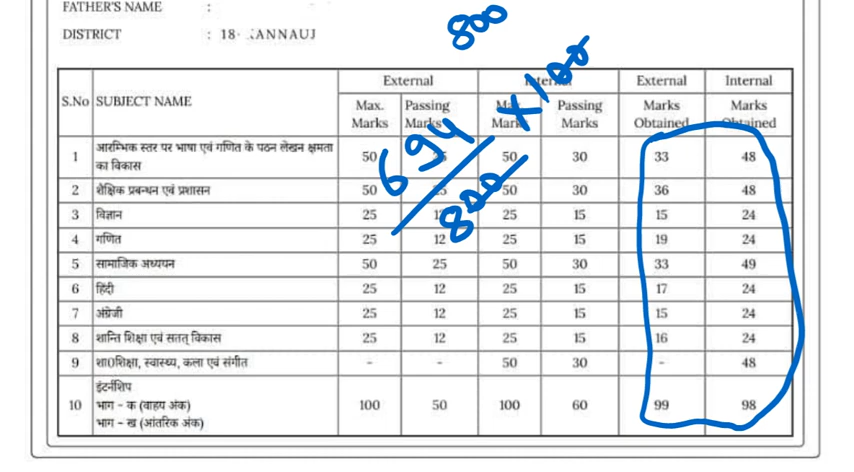 FATHER'S NAME :
800
DISTRICT : 18- KANNAUJ
S.No SUBJECT NAME External Internal External Internal
Max. Marks Passing Marks Max. Marks Passing Marks Marks Obtained Marks Obtained
694/800 X100
1 आरम्भिक स्तर पर भाषा एवं गणित के पठन लेखन क्षमता का विकास 50 50 30 33 48
2 शैक्षिक प्रबन्धन एवं प्रशासन 50 50 30 36 48
3 विज्ञान 25 25 15 15 24
4 गणित 25 12 25 15 19 24
5 सामाजिक अध्ययन 50 25 50 30 33 49
6 हिंदी 25 12 25 15 17 24
7 अंग्रेजी 25 12 25 15 15 24
8 शान्ति शिक्षा एवं सतत् विकास 25 12 25 15 16 24
9 शा0शिक्षा, स्वास्थ्य, कला एवं संगीत - - 50 30 - 48
इंटर्नशिप
10 भाग - क (वाहय अंक) 100 50 100 60 99 98
भाग - ख (आंतरिक अंक)